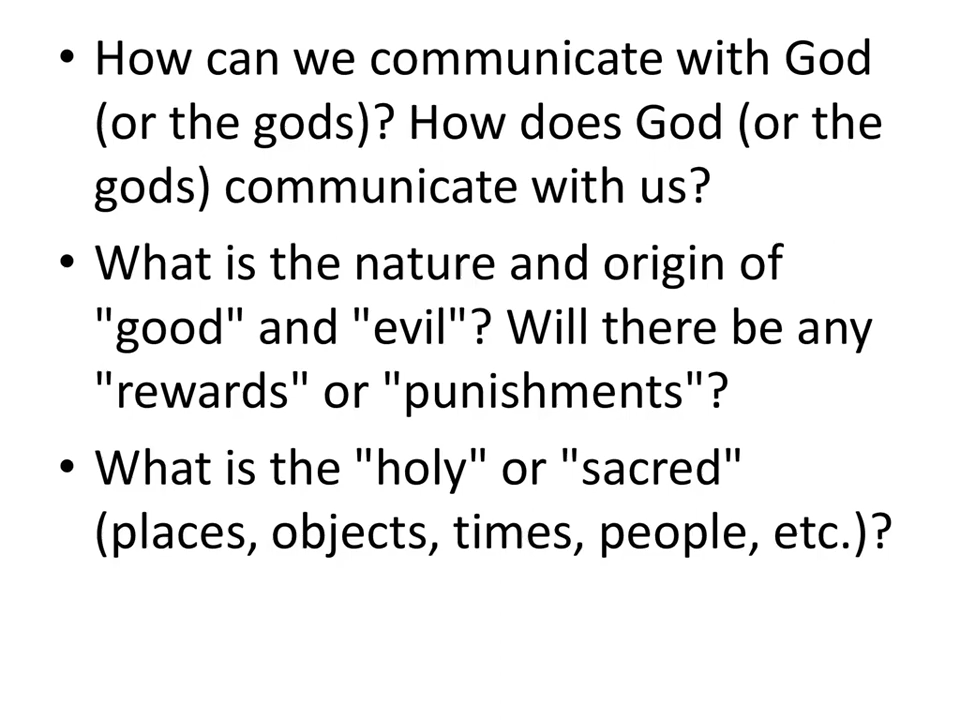 • How can we communicate with God
(or the gods)? How does God (or the
gods) communicate with us?
• What is the nature and origin of
"good" and "evil"? Will there be any
"rewards" or "punishments"?
• What is the "holy" or "sacred"
(places, objects, times, people, etc.)?